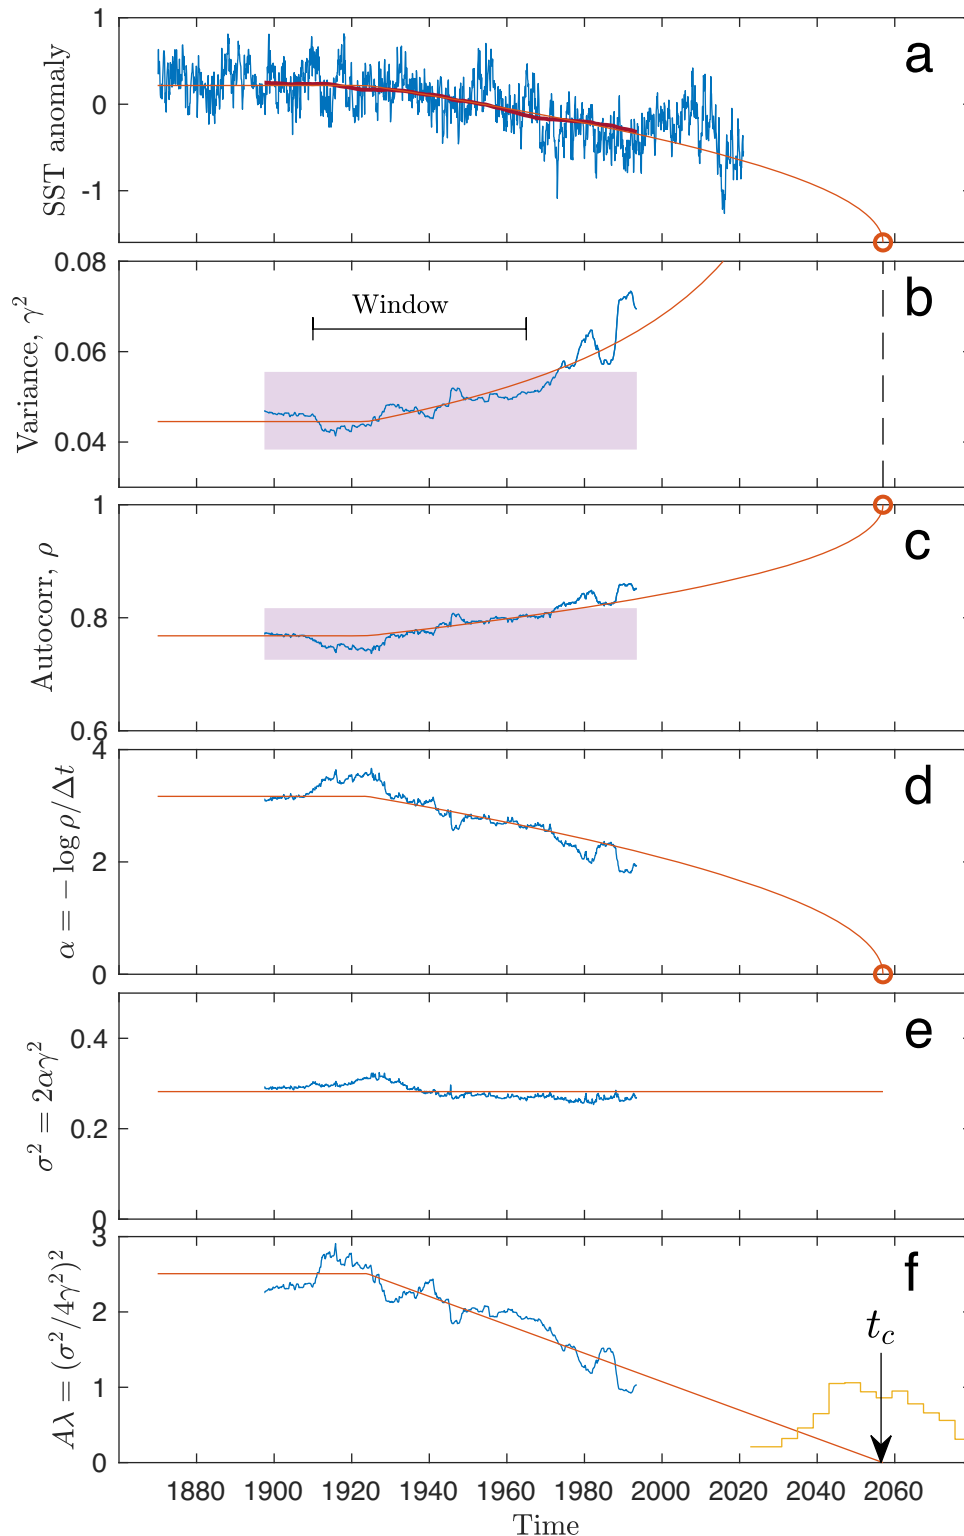 a
1
0
-1
SST anomaly
b
0.08
0.06
0.04
Variance, γ²
Window
c
1
0.8
0.6
Autocorr, ρ
d
4
2
0
α = − log ρ/Δt
e
0.4
0.2
0
σ² = 2αγ²
f
3
2
1
0
Aλ = (σ²/4γ²)²
t_c
1880 1900 1920 1940 1960 1980 2000 2020 2040 2060
Time